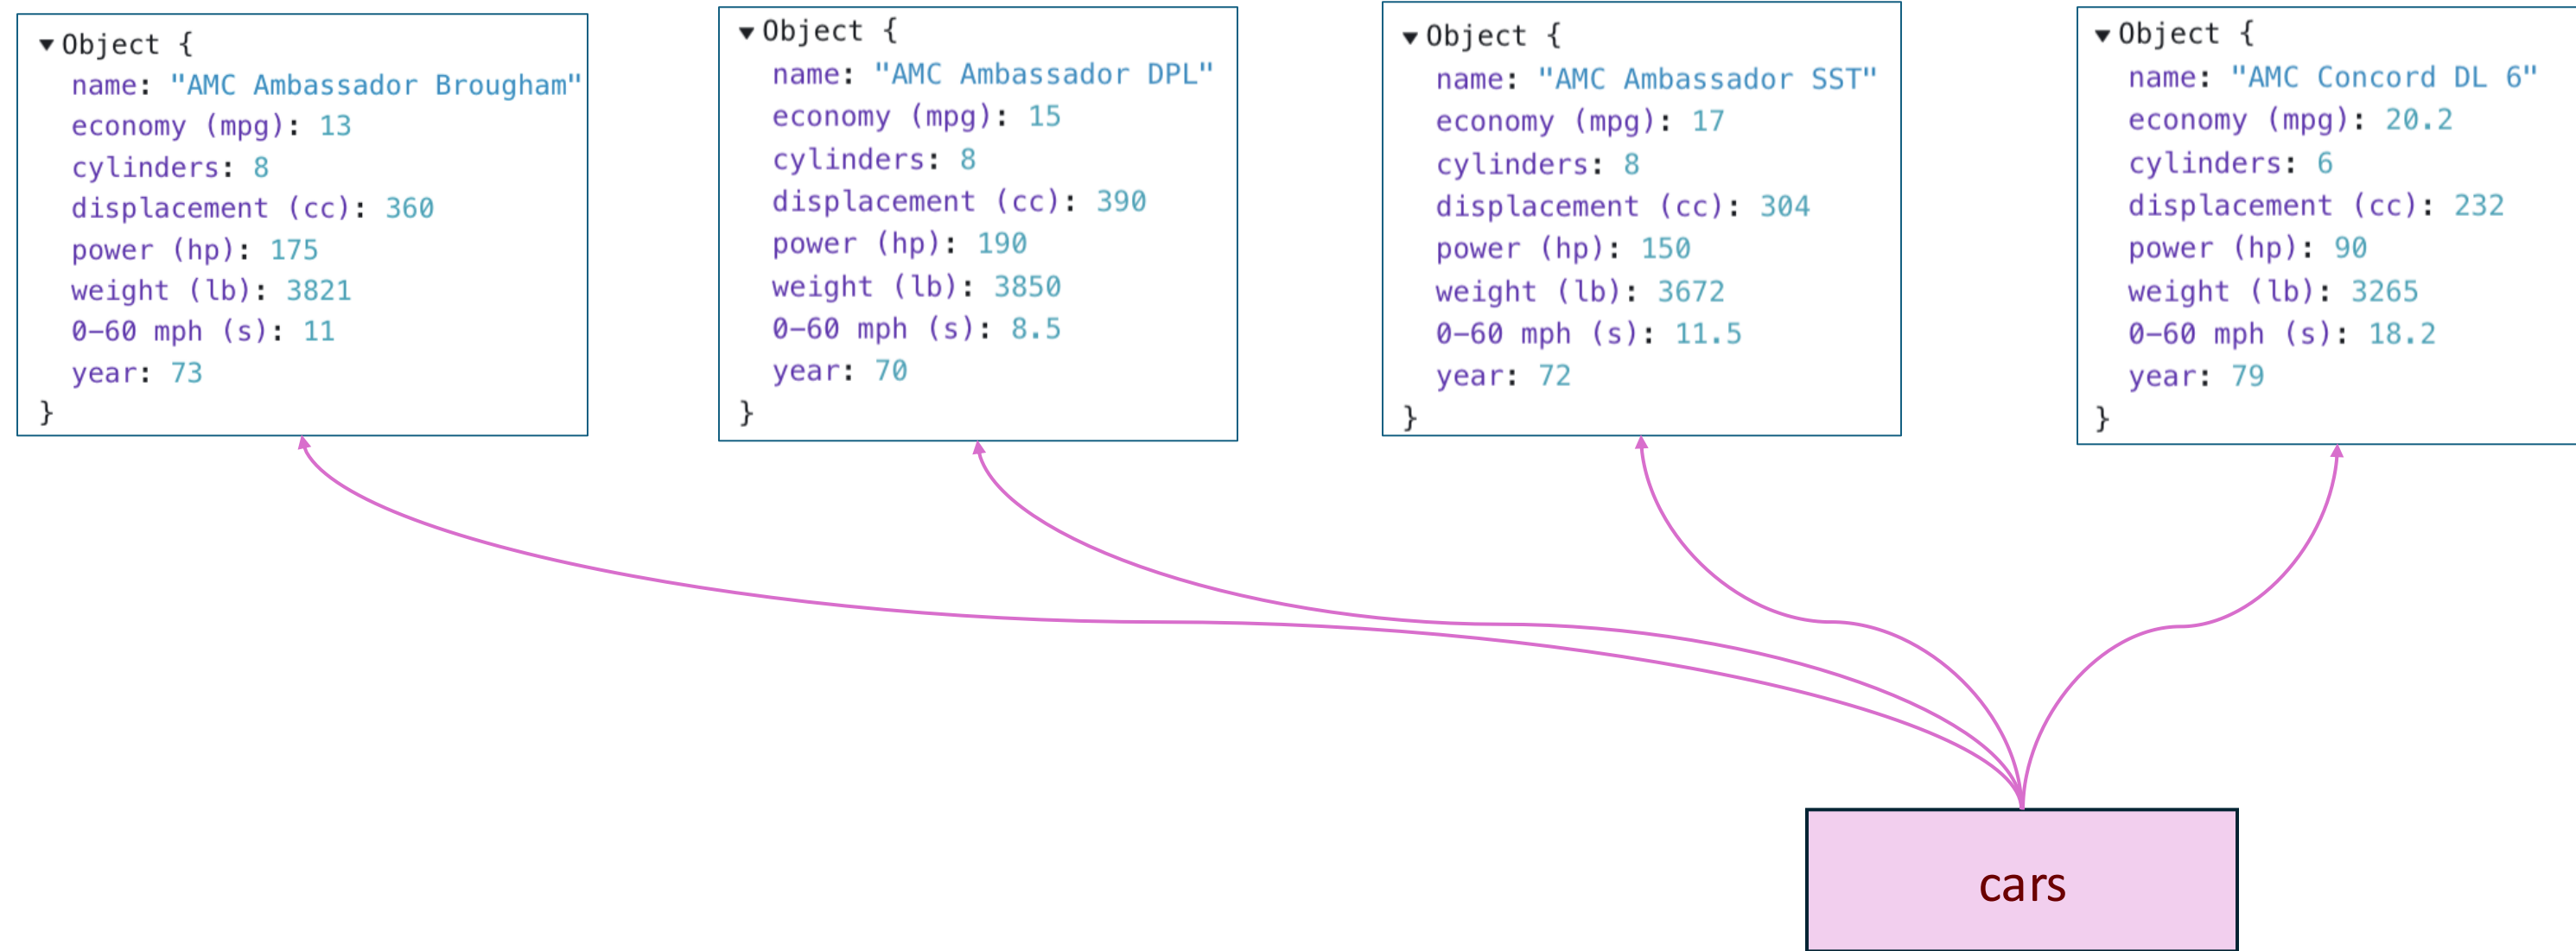 ▼Object {
name: "AMC Ambassador Brougham"
economy (mpg): 13
cylinders: 8
displacement (cc): 360
power (hp): 175
weight (lb): 3821
0–60 mph (s): 11
year: 73
}
▼Object {
name: "AMC Ambassador DPL"
economy (mpg): 15
cylinders: 8
displacement (cc): 390
power (hp): 190
weight (lb): 3850
0–60 mph (s): 8.5
year: 70
}
▼Object {
name: "AMC Ambassador SST"
economy (mpg): 17
cylinders: 8
displacement (cc): 304
power (hp): 150
weight (lb): 3672
0–60 mph (s): 11.5
year: 72
}
▼Object {
name: "AMC Concord DL 6"
economy (mpg): 20.2
cylinders: 6
displacement (cc): 232
power (hp): 90
weight (lb): 3265
0–60 mph (s): 18.2
year: 79
}
cars